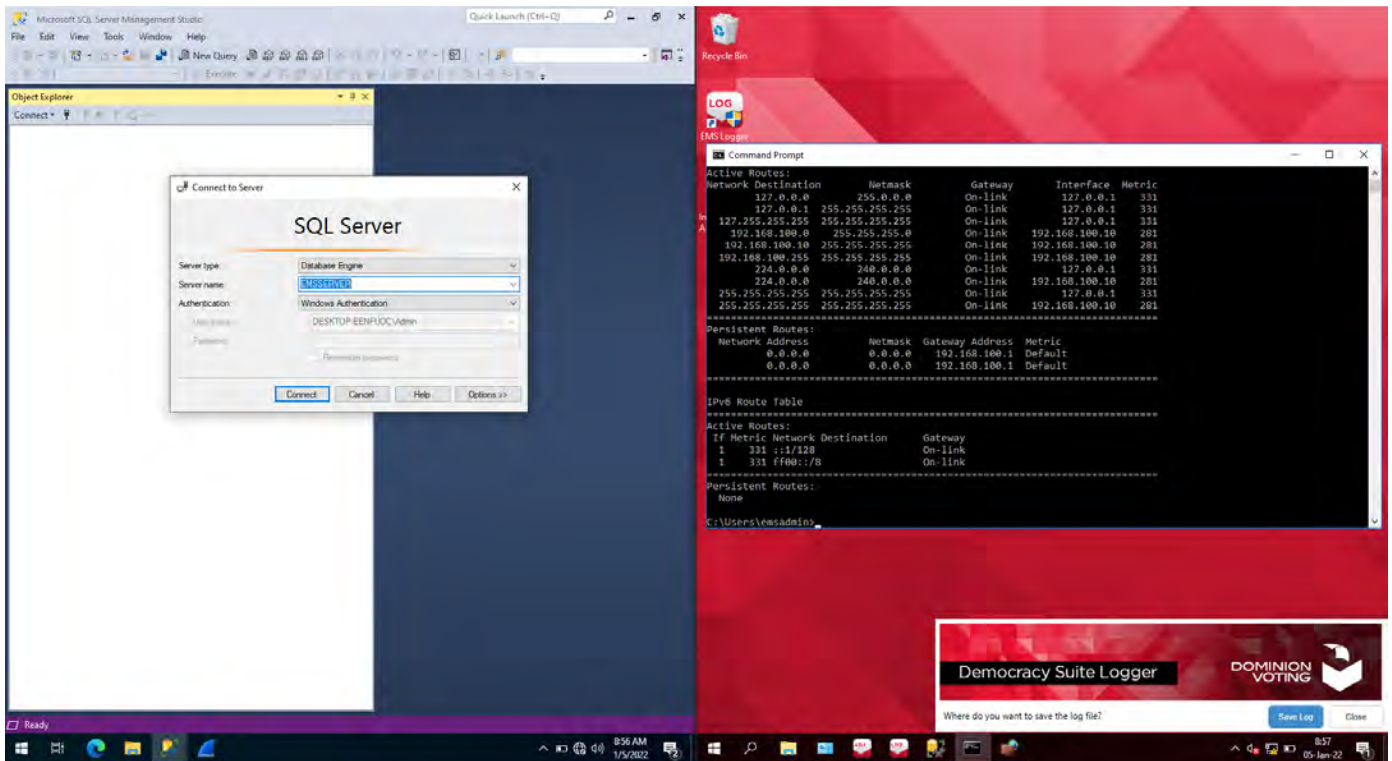 Microsoft SQL Server Management Studio
Quick Launch (Ctrl+Q)
File Edit View Tools Window Help
New Query
Execute
Object Explorer
Connect
Connect to Server
SQL Server
Server type:
Database Engine
Server name:
EMSSERVER
Authentication:
Windows Authentication
User name:
DESKTOP-EENFUOC\Admin
Password:
Remember password
Connect Cancel Help Options >>
Ready
8:56 AM
1/5/2022
2
Recycle Bin
LOG
EMS Logger
Command Prompt
Active Routes:
Network Destination Netmask Gateway Interface Metric
127.0.0.0 255.0.0.0 On-link 127.0.0.1 331
127.0.0.1 255.255.255.255 On-link 127.0.0.1 331
127.255.255.255 255.255.255.255 On-link 127.0.0.1 331
192.168.100.0 255.255.255.0 On-link 192.168.100.10 281
192.168.100.10 255.255.255.255 On-link 192.168.100.10 281
192.168.100.255 255.255.255.255 On-link 192.168.100.10 281
224.0.0.0 240.0.0.0 On-link 127.0.0.1 331
224.0.0.0 240.0.0.0 On-link 192.168.100.10 281
255.255.255.255 255.255.255.255 On-link 127.0.0.1 331
255.255.255.255 255.255.255.255 On-link 192.168.100.10 281
Persistent Routes:
Network Address Netmask Gateway Address Metric
0.0.0.0 0.0.0.0 192.168.100.1 Default
0.0.0.0 0.0.0.0 192.168.100.1 Default
IPv6 Route Table
Active Routes:
If Metric Network Destination Gateway
1 331 ::1/128 On-link
1 331 ff00::/8 On-link
Persistent Routes:
None
C:\Users\emsadmin>
Democracy Suite Logger
DOMINION
VOTING
Where do you want to save the log file?
Save Log Close
8:57
05-Jan-22
1